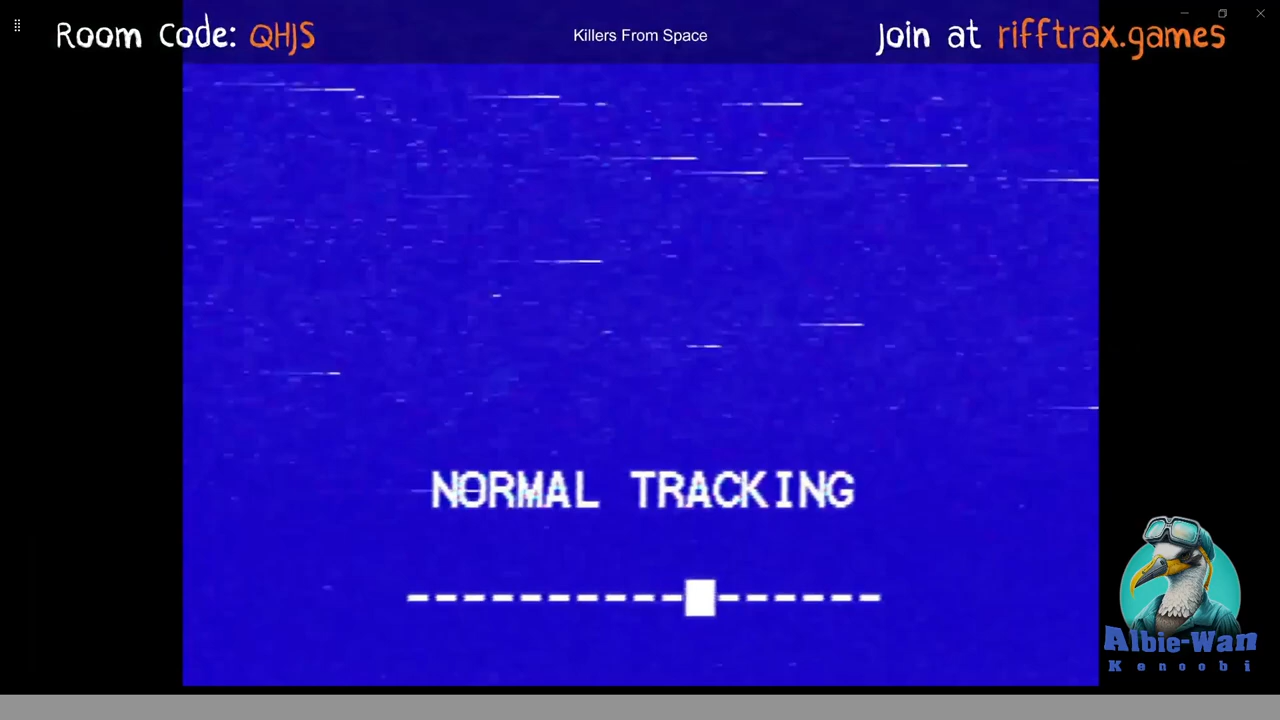 Room Code: QHJS
Killers From Space
Join at rifftrax.games
NORMAL TRACKING
Albie-Wan
Kenoobi